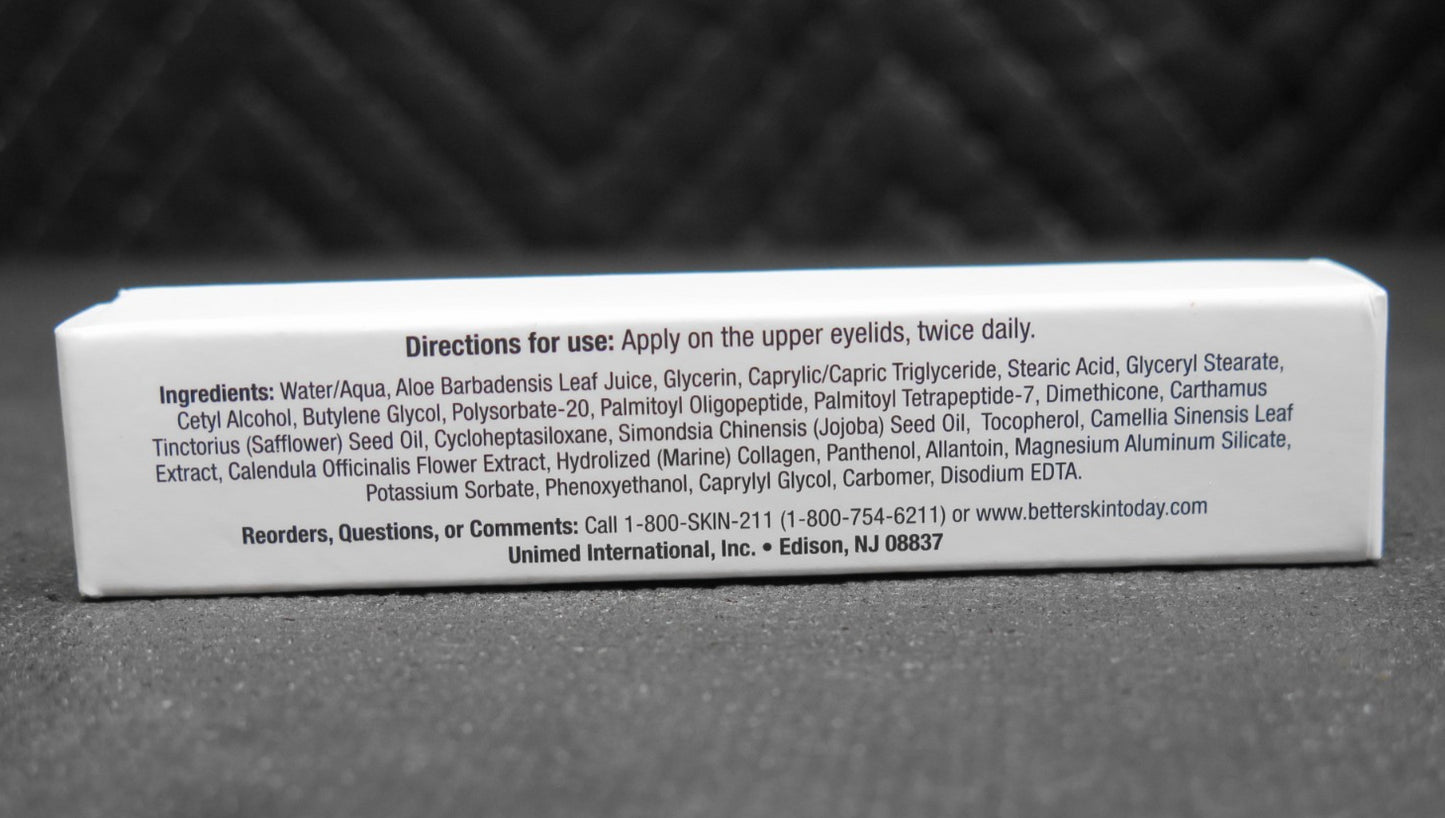 Directions for use: Apply on the upper eyelids, twice daily.
Ingredients: Water/Aqua, Aloe Barbadensis Leaf Juice, Glycerin, Caprylic/Capric Triglyceride, Stearic Acid, Glyceryl Stearate,
Cetyl Alcohol, Butylene Glycol, Polysorbate-20, Palmitoyl Oligopeptide, Palmitoyl Tetrapeptide-7, Dimethicone, Carthamus
Tinctorius (Safflower) Seed Oil, Cycloheptasiloxane, Simondsia Chinensis (Jojoba) Seed Oil, Tocopherol, Camellia Sinensis Leaf
Extract, Calendula Officinalis Flower Extract, Hydrolized (Marine) Collagen, Panthenol, Allantoin, Magnesium Aluminum Silicate,
Potassium Sorbate, Phenoxyethanol, Caprylyl Glycol, Carbomer, Disodium EDTA.
Reorders, Questions, or Comments: Call 1-800-SKIN-211 (1-800-754-6211) or www.betterskintoday.com
Unimed International, Inc. • Edison, NJ 08837